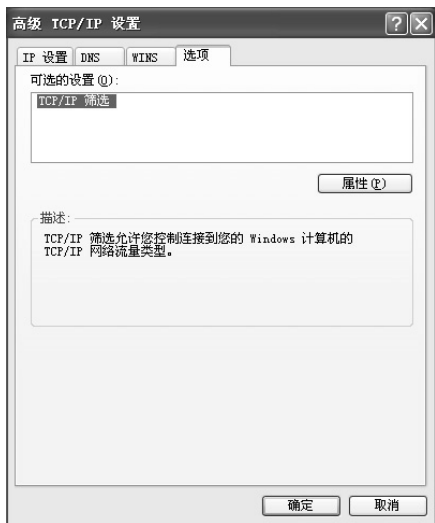 高级 TCP/IP 设置
IP 设置 DNS WINS 选项
可选的设置(O):
TCP/IP 筛选
属性(P)
描述:
TCP/IP 筛选允许您控制连接到您的 Windows 计算机的
TCP/IP 网络流量类型。
确定 取消